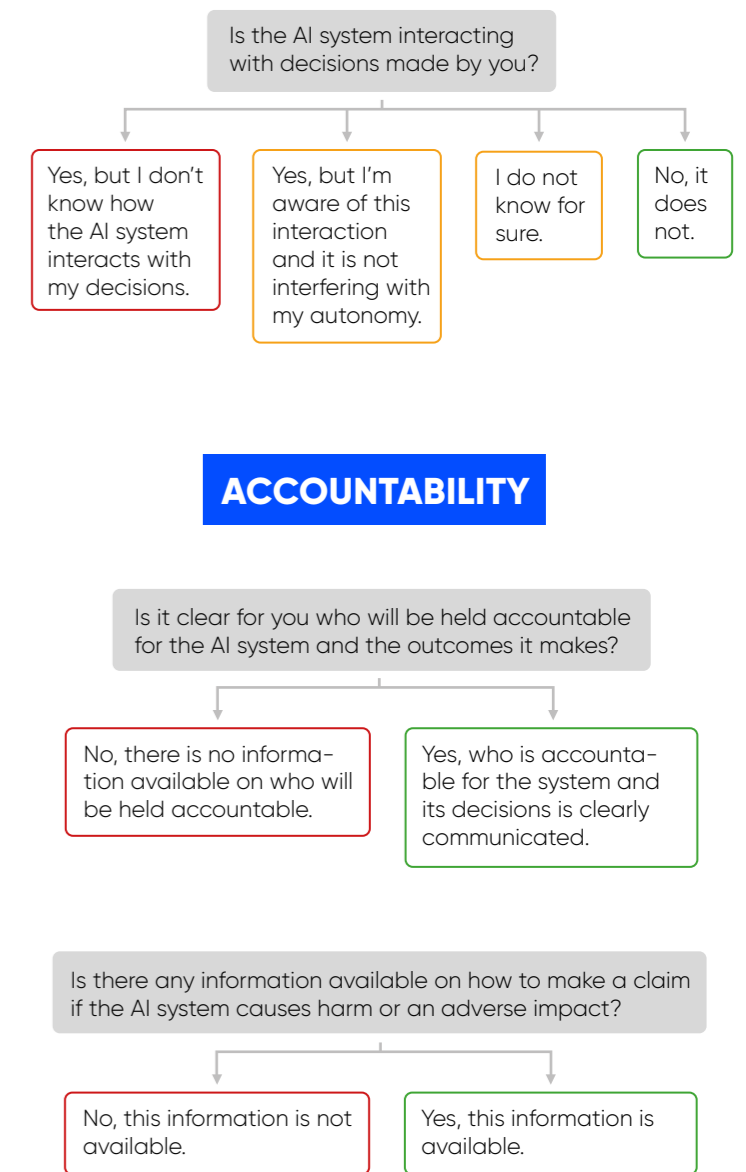 Is the AI system interacting
with decisions made by you?
Yes, but I don't
know how
the AI system
interacts with
my decisions.
Yes, but I'm
aware of this
interaction
and it is not
interfering with
my autonomy.
I do not
know for
sure.
No, it
does
not.
ACCOUNTABILITY
Is it clear for you who will be held accountable
for the AI system and the outcomes it makes?
No, there is no informa-
tion available on who will
be held accountable.
Yes, who is accounta-
ble for the system and
its decisions is clearly
communicated.
Is there any information available on how to make a claim
if the AI system causes harm or an adverse impact?
No, this information is not
available.
Yes, this information is
available.